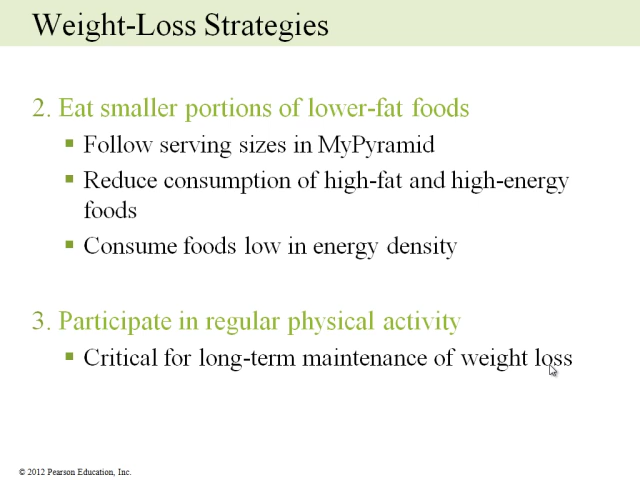 Weight-Loss Strategies
2. Eat smaller portions of lower-fat foods
▪ Follow serving sizes in MyPyramid
▪ Reduce consumption of high-fat and high-energy
foods
▪ Consume foods low in energy density
3. Participate in regular physical activity
▪ Critical for long-term maintenance of weight loss
© 2012 Pearson Education, Inc.